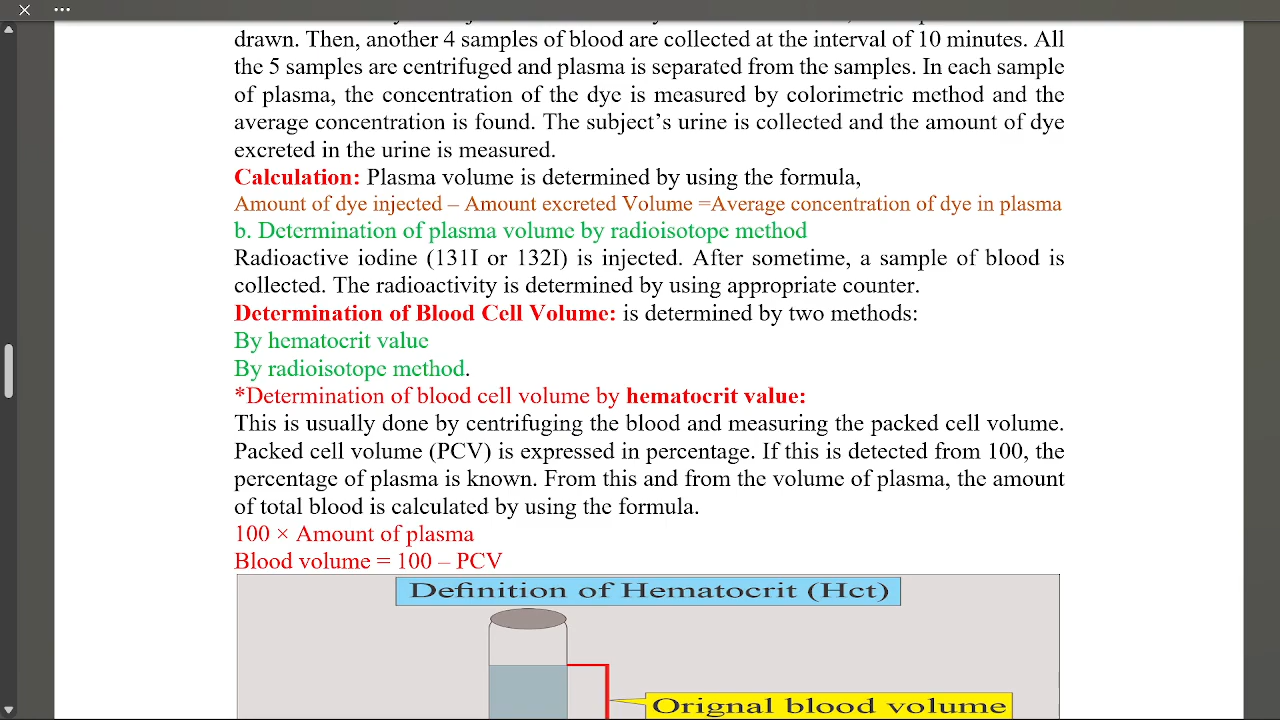 drawn. Then, another 4 samples of blood are collected at the interval of 10 minutes. All
the 5 samples are centrifuged and plasma is separated from the samples. In each sample
of plasma, the concentration of the dye is measured by colorimetric method and the
average concentration is found. The subject’s urine is collected and the amount of dye
excreted in the urine is measured.
Calculation: Plasma volume is determined by using the formula,
Amount of dye injected – Amount excreted Volume =Average concentration of dye in plasma
b. Determination of plasma volume by radioisotope method
Radioactive iodine (131I or 132I) is injected. After sometime, a sample of blood is
collected. The radioactivity is determined by using appropriate counter.
Determination of Blood Cell Volume: is determined by two methods:
By hematocrit value
By radioisotope method.
*Determination of blood cell volume by hematocrit value:
This is usually done by centrifuging the blood and measuring the packed cell volume.
Packed cell volume (PCV) is expressed in percentage. If this is detected from 100, the
percentage of plasma is known. From this and from the volume of plasma, the amount
of total blood is calculated by using the formula.
100 × Amount of plasma
Blood volume = 100 – PCV
Definition of Hematocrit (Hct)
Orignal blood volume